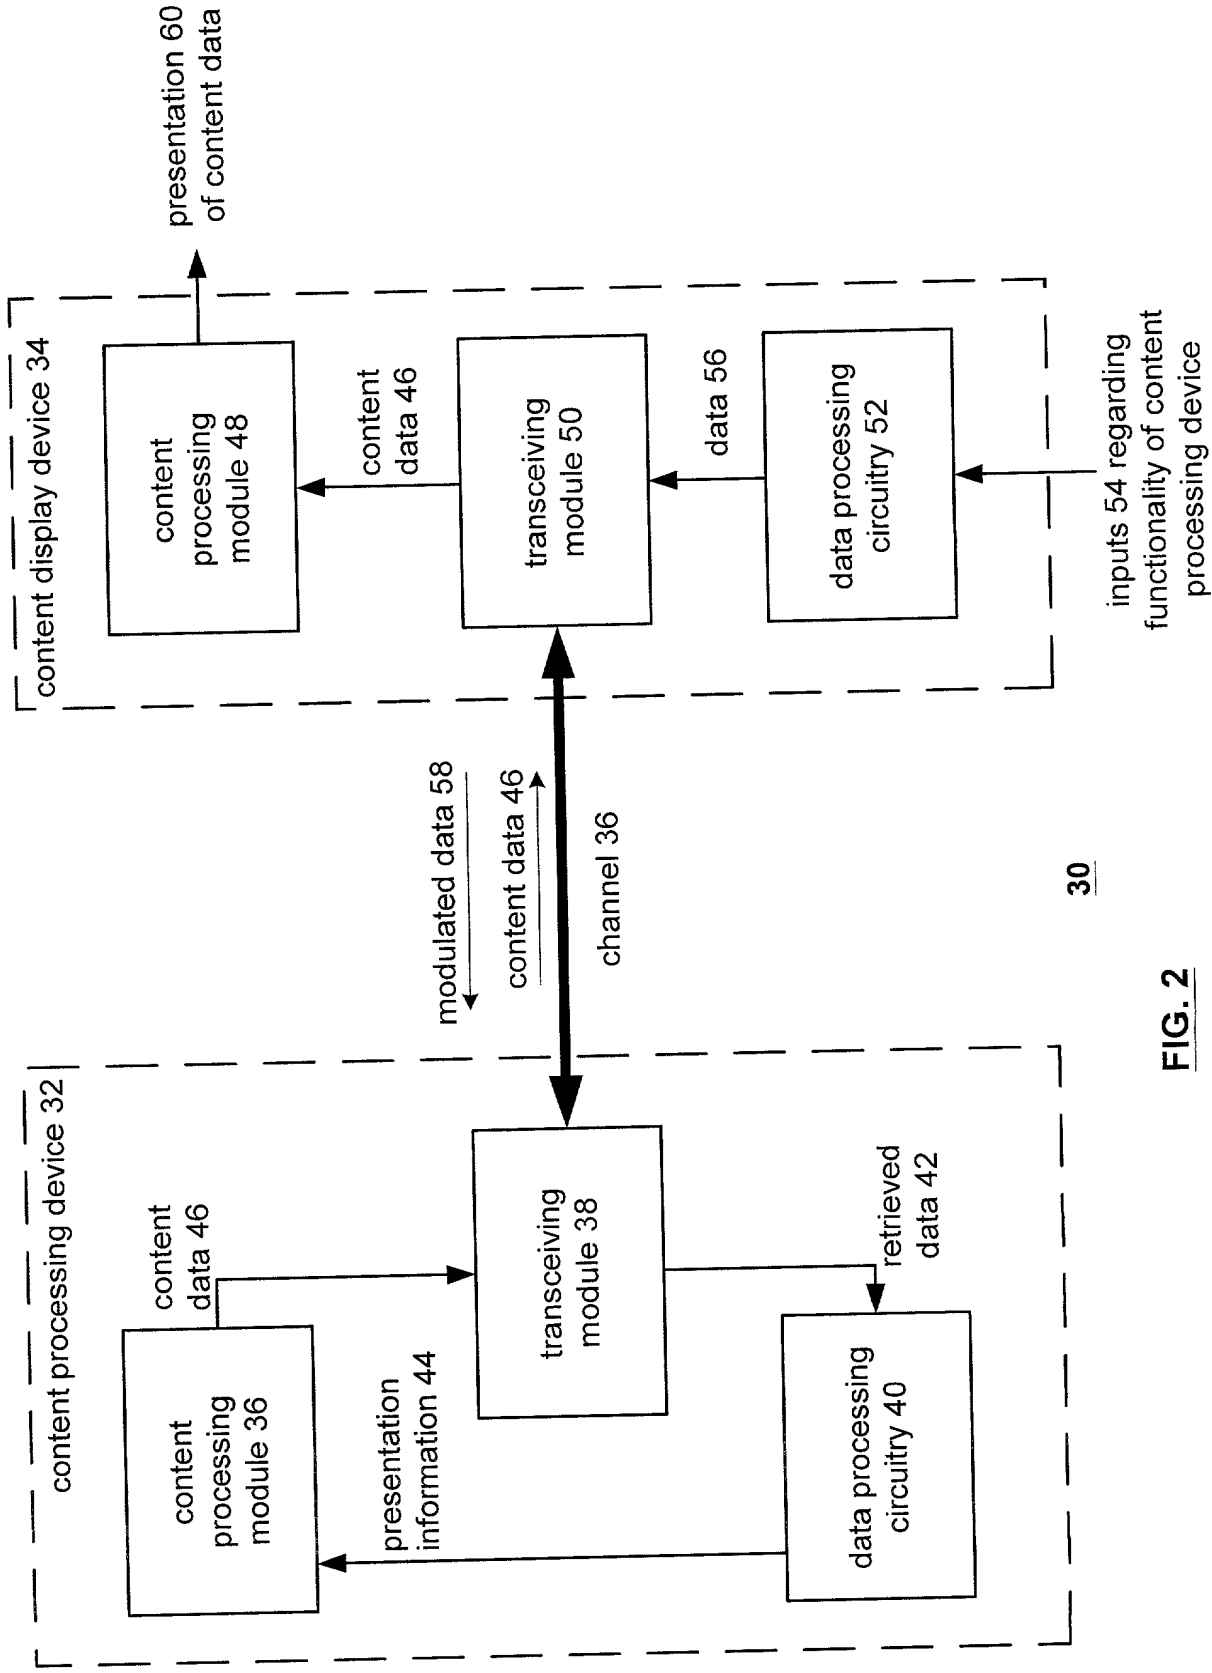 content processing device 32
content
processing
module 36
content
data 46
presentation
information 44
transceiving
module 38
data processing
circuitry 40
retrieved
data 42
modulated data 58
content data 46
channel 36
content display device 34
content
processing
module 48
presentation 60
of content data
content
data 46
transceiving
module 50
data 56
data processing
circuitry 52
inputs 54 regarding
functionality of content
processing device
30
FIG. 2